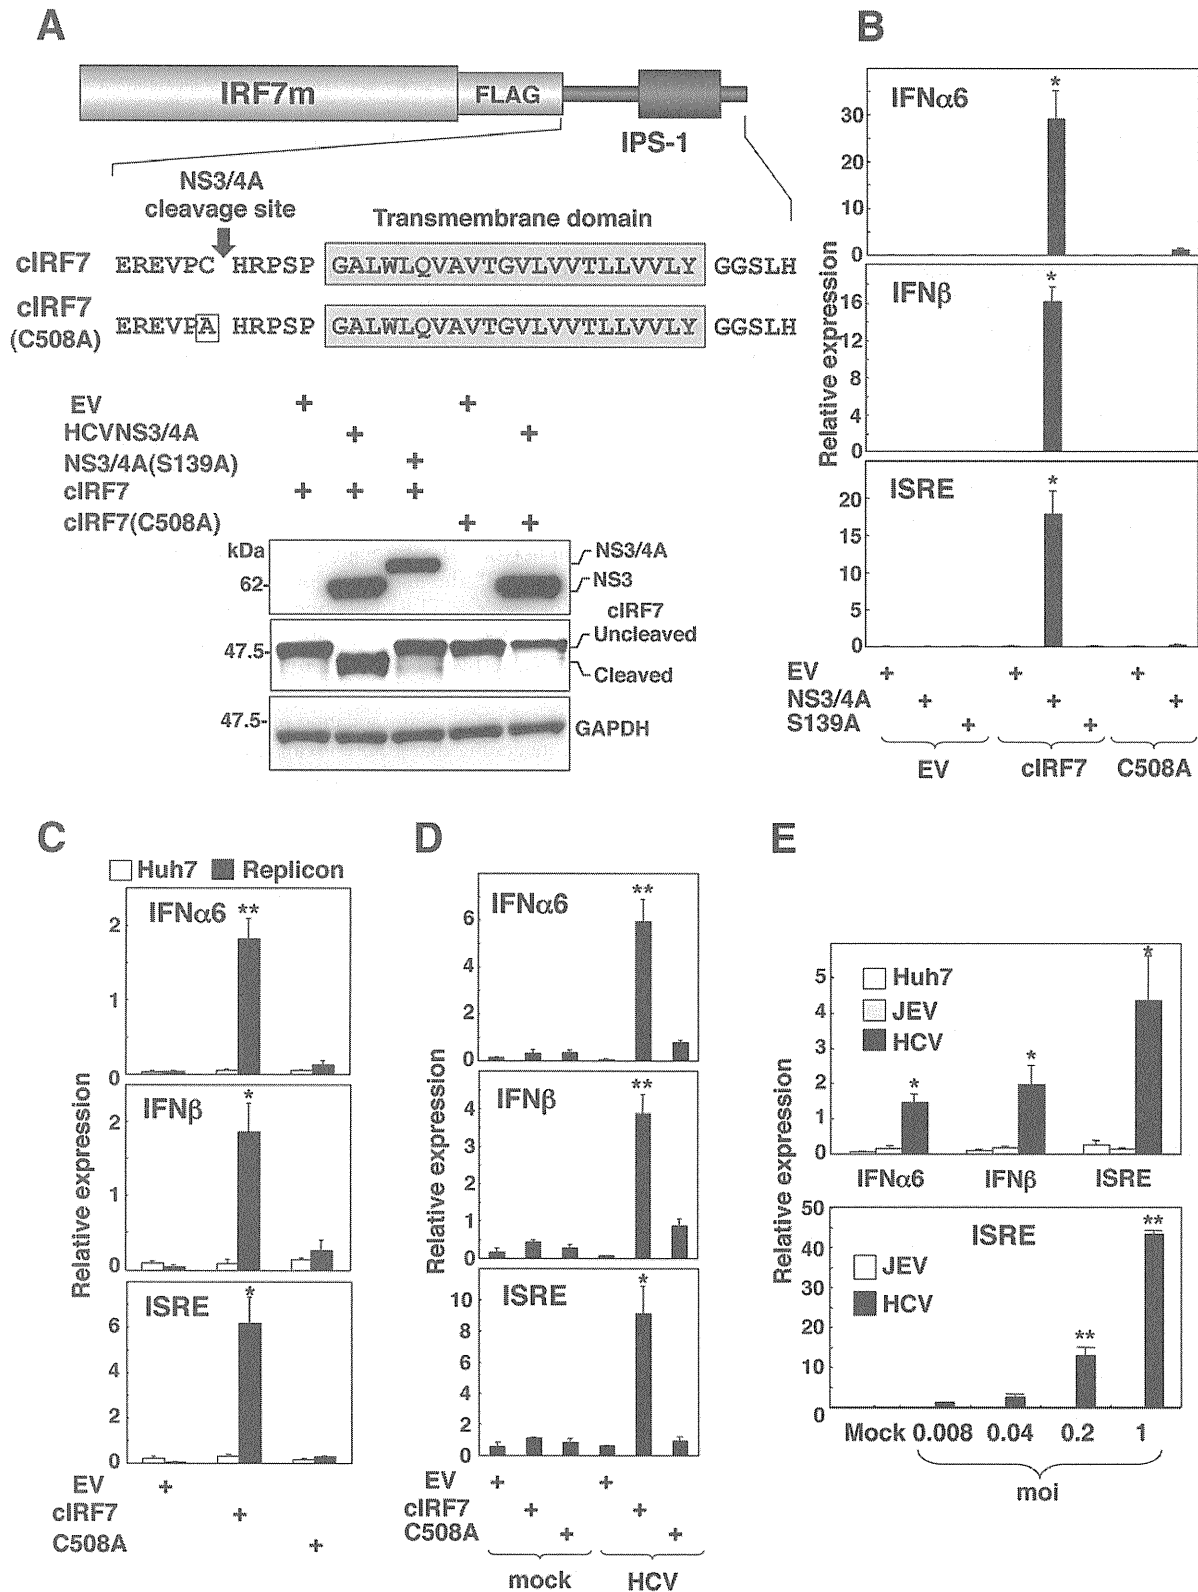 A
IRF7m FLAG
IPS-1
NS3/4A
cleavage site
Transmembrane domain
cIRF7 EREVPC HRPSP GALWLQVAVTGVLVVTLLVVLY GGSLH
cIRF7
(C508A) EREVPA HRPSP GALWLQVAVTGVLVVTLLVVLY GGSLH
EV + +
HCVNS3/4A + +
NS3/4A(S139A) +
cIRF7 + + +
cIRF7(C508A) + +
kDa
62-
NS3/4A
NS3
cIRF7
47.5-
Uncleaved
Cleaved
47.5-
GAPDH
B
Relative expression
IFNα6
30
20
10
0
*
IFNβ
16
12
8
4
0
*
ISRE
20
15
10
5
0
*
EV + + +
NS3/4A + + +
S139A + +
EV cIRF7 C508A
C
Huh7 Replicon
Relative expression
IFNα6
2
1
0
**
IFNβ
2
1
0
*
ISRE
6
4
2
0
*
EV +
cIRF7 +
C508A +
D
Relative expression
IFNα6
6
4
2
0
**
IFNβ
4
3
2
1
0
**
ISRE
10
8
6
4
2
0
*
EV + +
cIRF7 + +
C508A + +
mock HCV
E
Relative expression
5
4
3
2
1
0
Huh7
JEV
HCV
* * *
IFNα6 IFNβ ISRE
50
40
30
20
10
0
ISRE
JEV
HCV
** **
Mock 0.008 0.04 0.2 1
moi